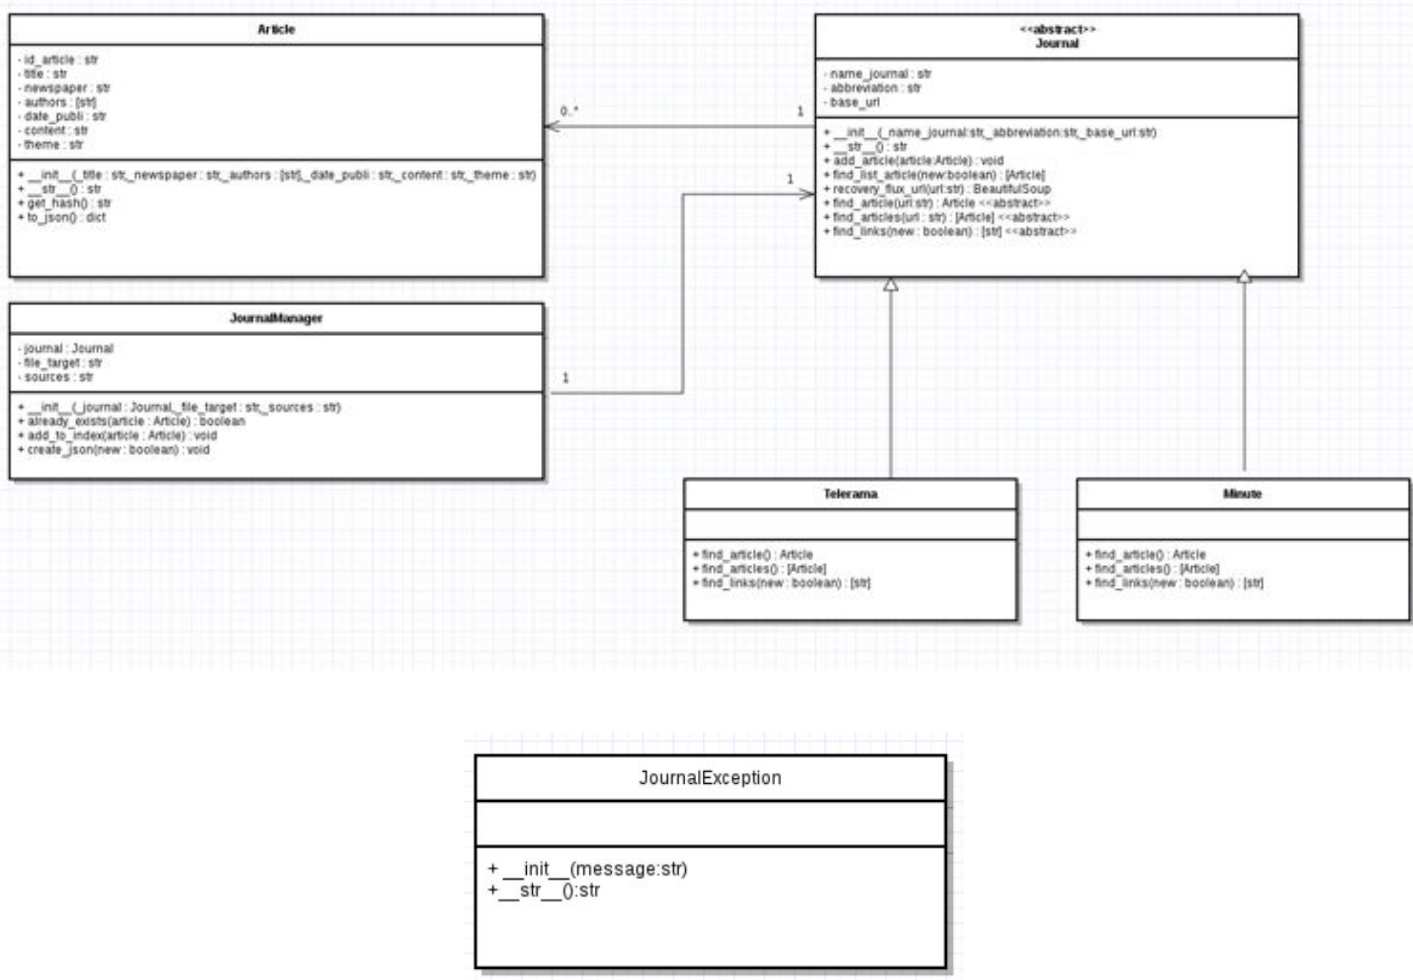 Article
- id_article : str
- title : str
- newspaper : str
- authors : [str]
- date_publi : str
- content : str
- theme : str
+ __init__(_title : str,_newspaper : str,_authors : [str],_date_publi : str,_content : str,_theme : str)
+ __str__() : str
+ get_hash() : str
+ to_json() : dict
0..*
1
<<abstract>>
Journal
- name_journal : str
- abbreviation : str
- base_url
+ __init__(_name_journal:str,_abbreviation:str,_base_url:str)
+ __str__() : str
+ add_article(article:Article) : void
+ find_list_article(new:boolean) : [Article]
+ recovery_flux_url(url:str) : BeautifulSoup
+ find_article(url:str) : Article <<abstract>>
+ find_articles(url : str) : [Article] <<abstract>>
+ find_links(new : boolean) : [str] <<abstract>>
1
JournalManager
- journal : Journal
- file_target : str
- sources : str
+ __init__(_journal : Journal,_file_target : str,_sources : str)
+ already_exists(article : Article) : boolean
+ add_to_index(article : Article) : void
+ create_json(new : boolean) : void
1
Telerama
+ find_article() : Article
+ find_articles() : [Article]
+ find_links(new : boolean) : [str]
Minute
+ find_article() : Article
+ find_articles() : [Article]
+ find_links(new : boolean) : [str]
JournalException
+ __init__(message:str)
+__str__():str